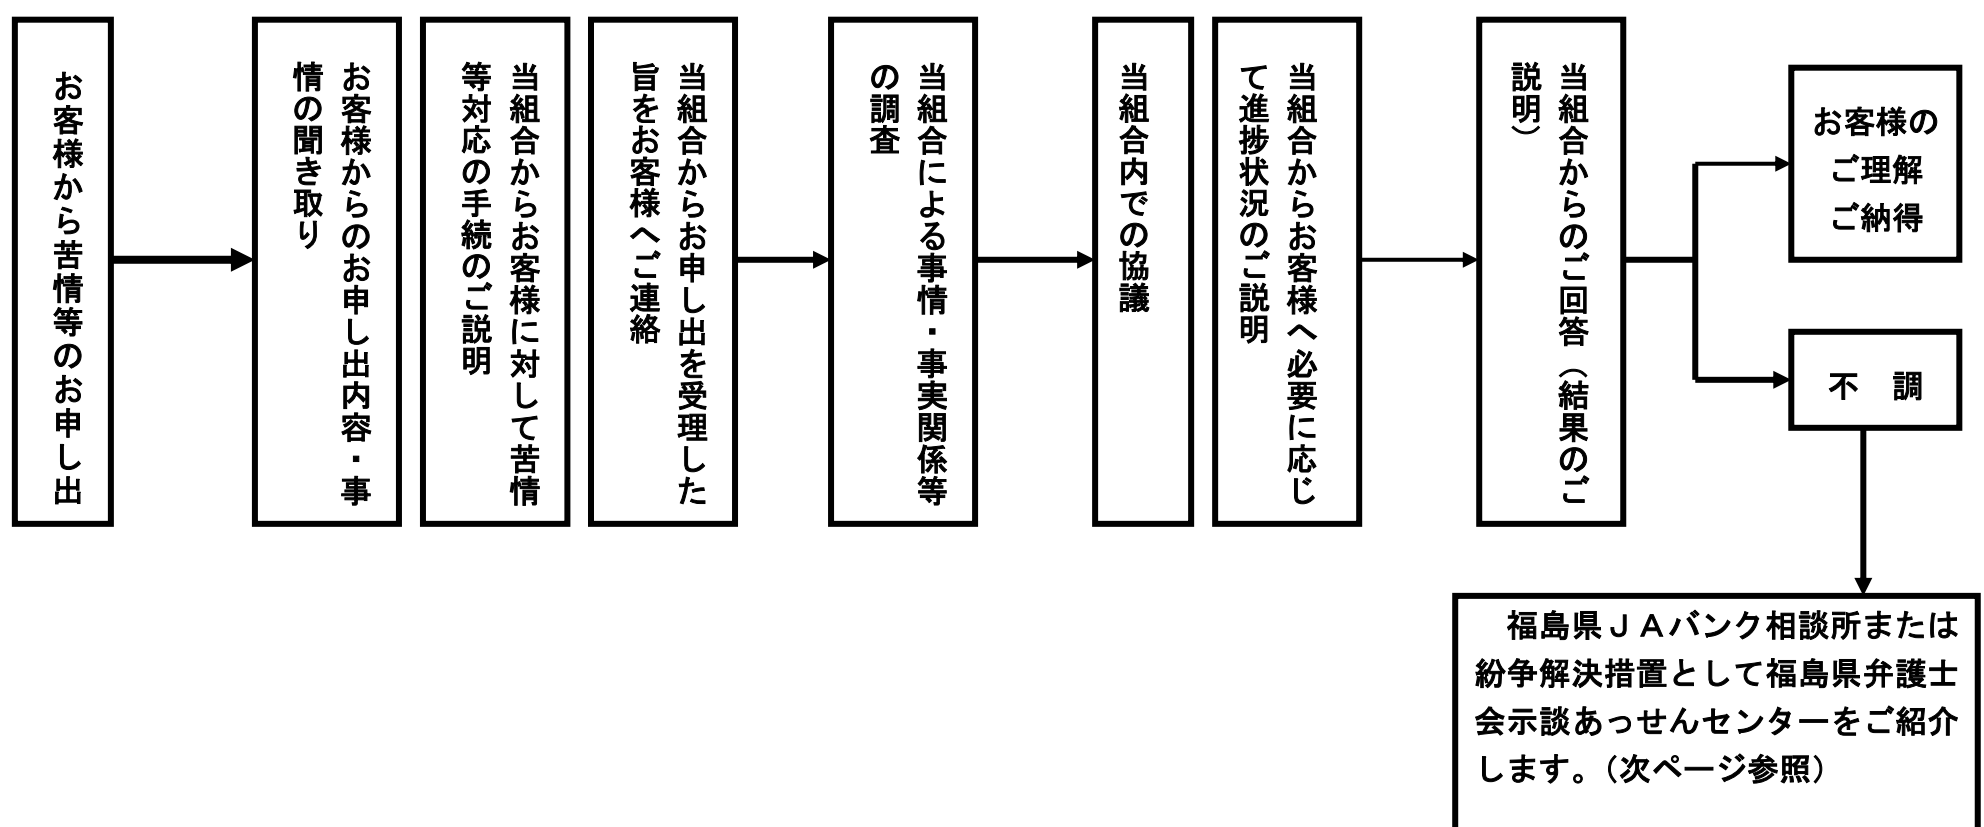 お客様から苦情等のお申し出
お客様からのお申し出内容・事
情の聞き取り
当組合からお客様に対して苦情
等対応の手続のご説明
当組合からお申し出を受理した
旨をお客様へご連絡
当組合による事情・事実関係等
の調査
当組合内での協議
当組合からお客様へ必要に応じ
て進捗状況のご説明
当組合からのご回答（結果のご
説明）
お客様の
ご理解
ご納得
不　調
福島県ＪＡバンク相談所または
紛争解決措置として福島県弁護士
会示談あっせんセンターをご紹介
します。（次ページ参照）